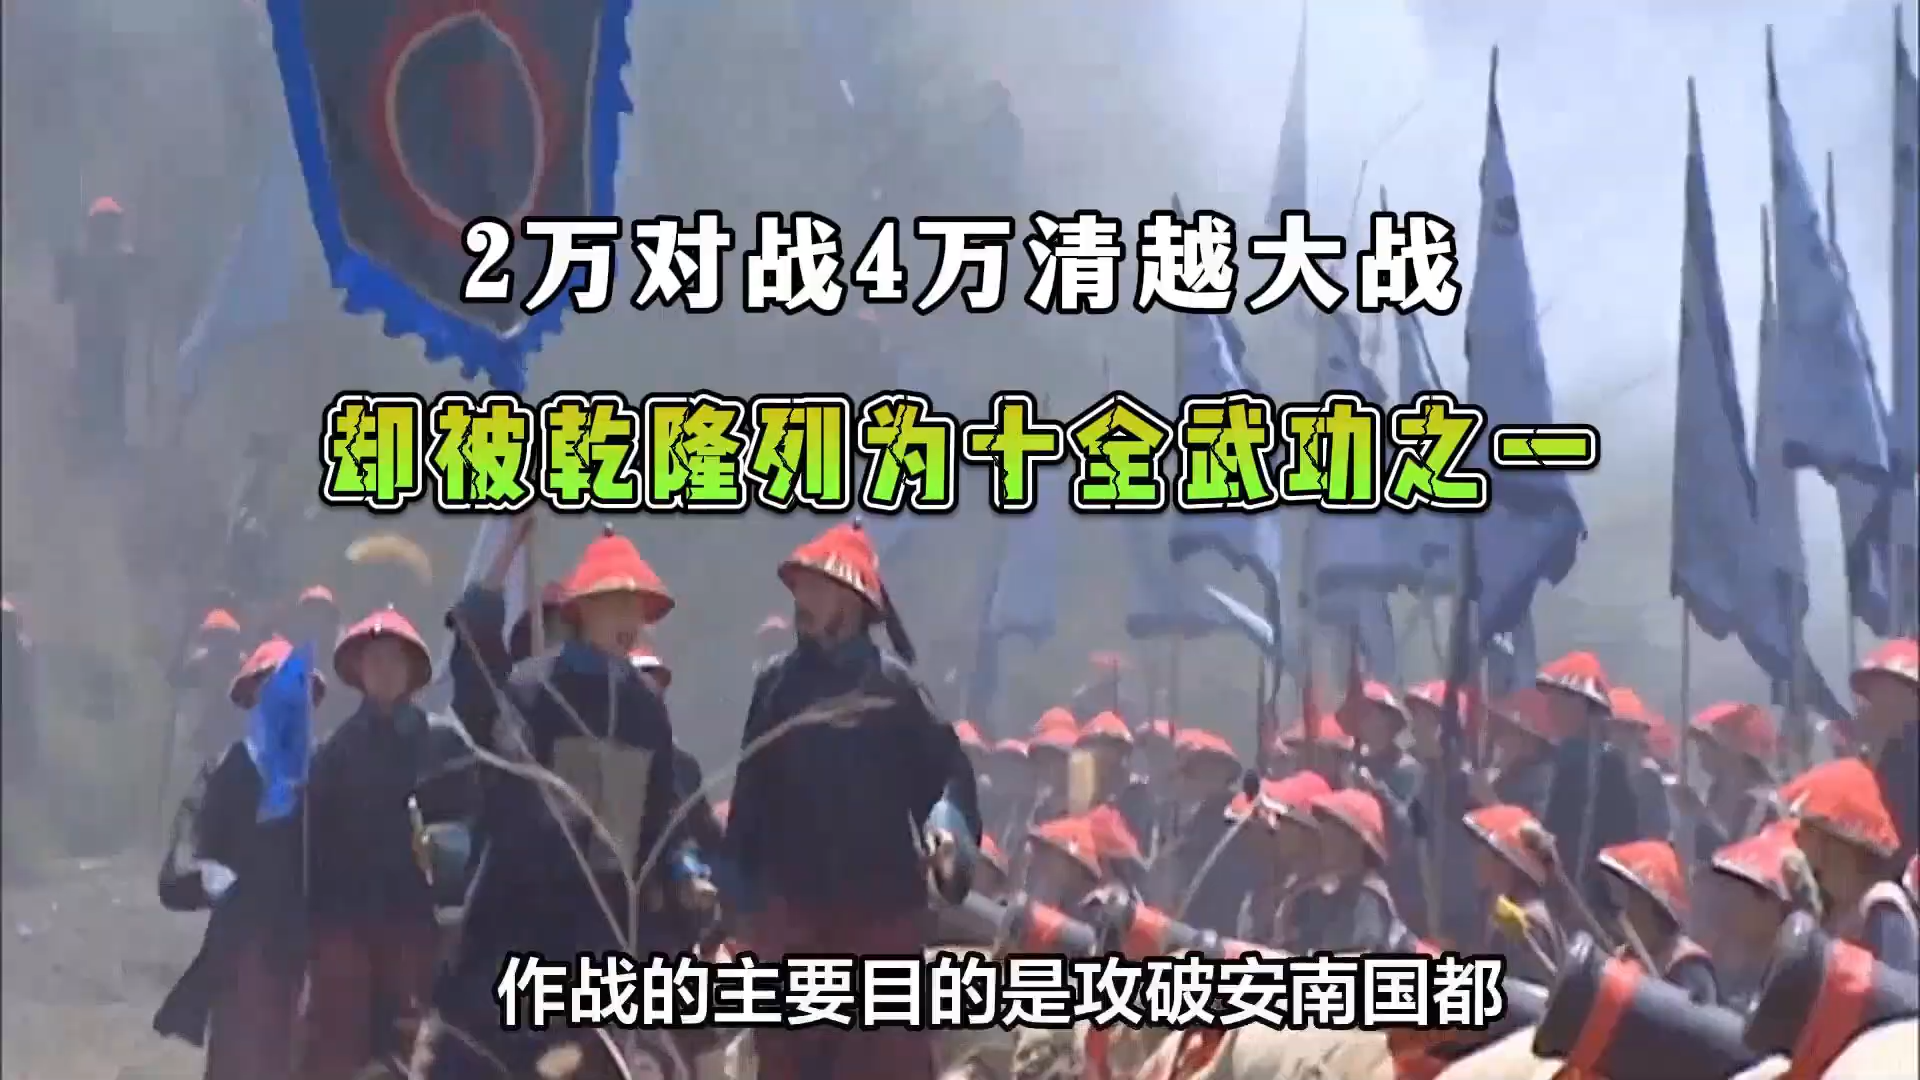 2万对战4万清越大战
却被乾隆列为十全武功之一
作战的主要目的是攻破安南国都